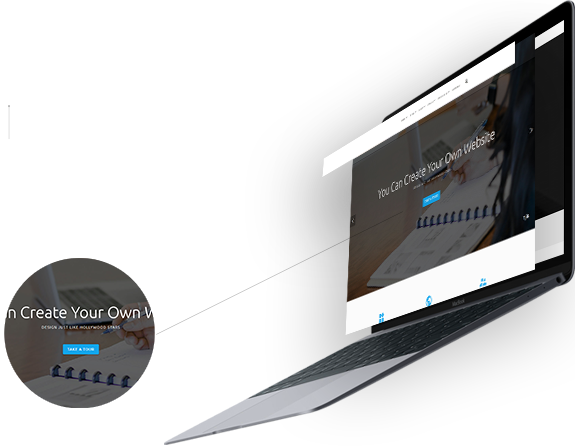 You Can Create Your Own Website
MacBook
n Create Your Own W
DESIGN JUST LIKE HOLLYWOOD STARS
TAKE A TOUR